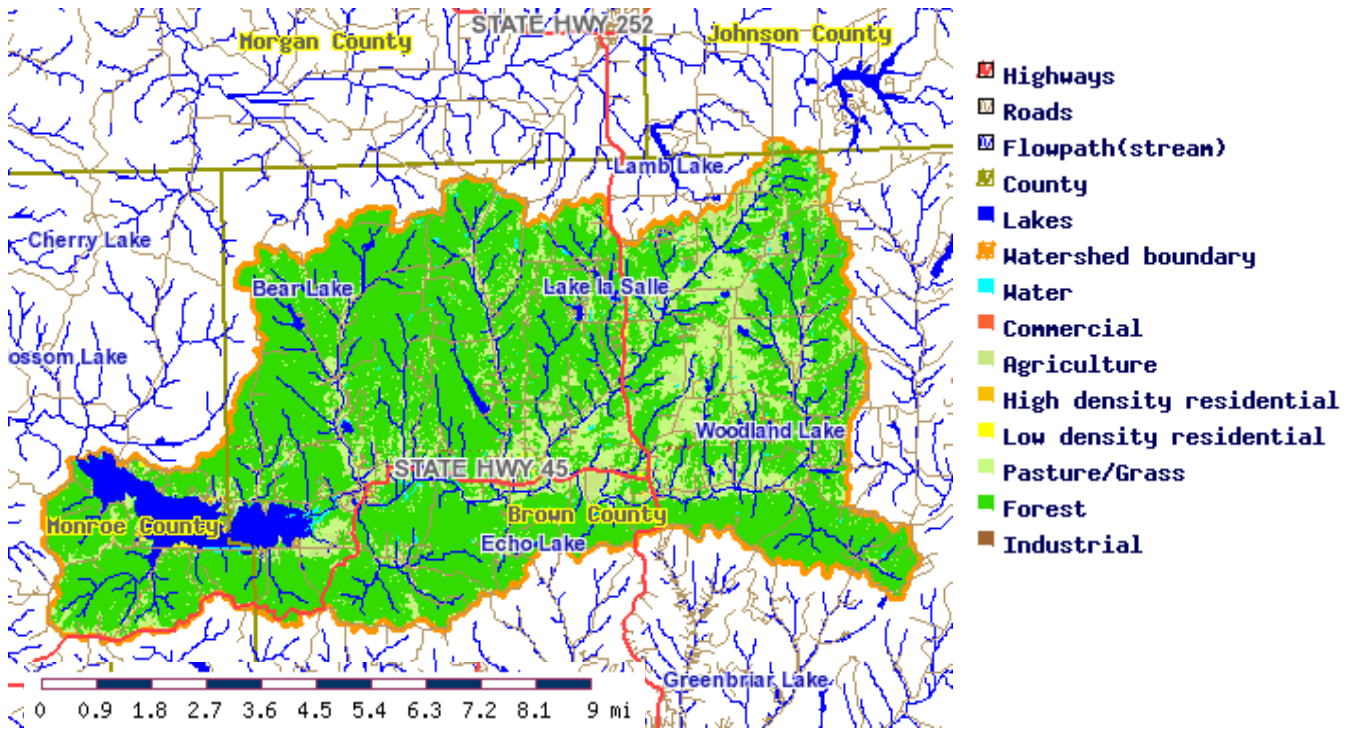 STATE HWY 252
Morgan County
Johnson County
Lamb Lake
Cherry Lake
Bear Lake
Lake la Salle
ossom Lake
Woodland Lake
STATE HWY 45
Brown County
Monroe County
Echo Lake
Greenbriar Lake
0 0.9 1.8 2.7 3.6 4.5 5.4 6.3 7.2 8.1 9 mi
Highways
Roads
Flowpath(stream)
County
Lakes
Watershed boundary
Water
Commercial
Agriculture
High density residential
Low density residential
Pasture/Grass
Forest
Industrial